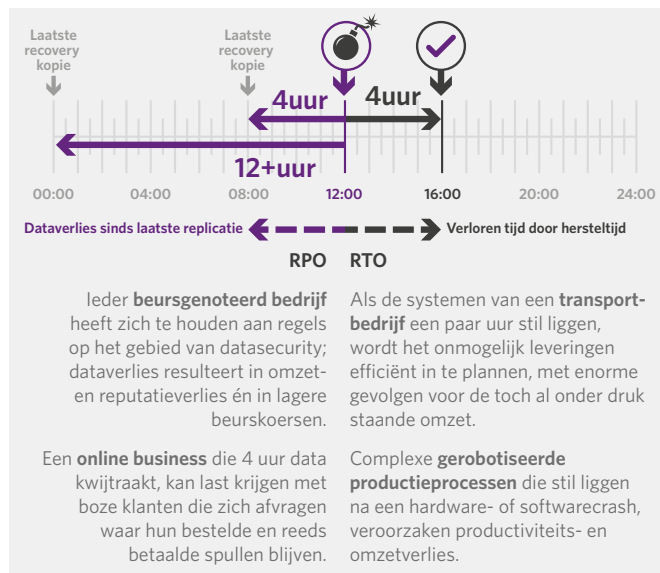 Laatste
recovery
kopie
Laatste
recovery
kopie
4uur
4uur
12+uur
00:00
04:00
08:00
12:00
16:00
20:00
24:00
Dataverlies sinds laatste replicatie
Verloren tijd door hersteltijd
RPO
Ieder beursgenoteerd bedrijf
heeft zich te houden aan regels
op het gebied van datasecurity;
dataverlies resulteert in omzet-
en reputatieverlies én in lagere
beurskoersen.
Een online business die 4 uur data
kwijtraakt, kan last krijgen met
boze klanten die zich afvragen
waar hun bestelde en reeds
betaalde spullen blijven.
RTO
Als de systemen van een transport-
bedrijf een paar uur stil liggen,
wordt het onmogelijk leveringen
efficiënt in te plannen, met enorme
gevolgen voor de toch al onder druk
staande omzet.
Complexe gerobotiseerde
productieprocessen die stil liggen
na een hardware- of softwarecrash,
veroorzaken productiviteits- en
omzetverlies.